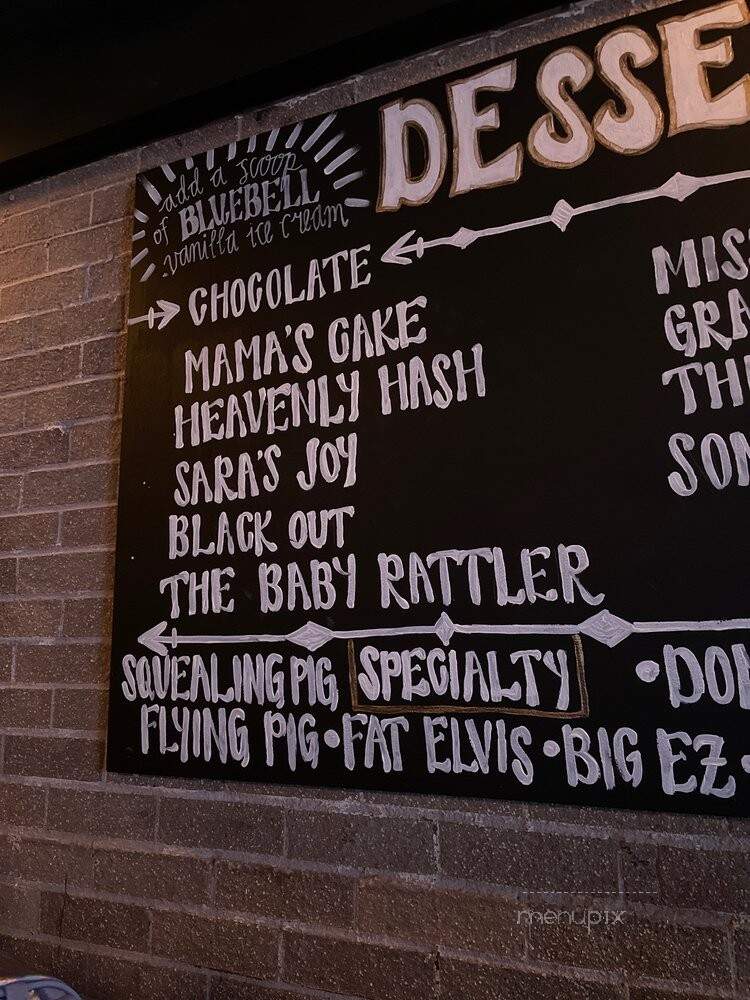 DESSE
add a scoop
of BLUEBELL
vanilla ice cream
CHOCOLATE
MAMA'S CAKE
HEAVENLY HASH
SARA'S JOY
BLACK OUT
THE BABY RATTLER
MIS
GRA
TH
SON
SQUEALING PIG, SPECIALTY • DO
FLYING PIG • FAT ELVIS • BIG EZ •
menupix